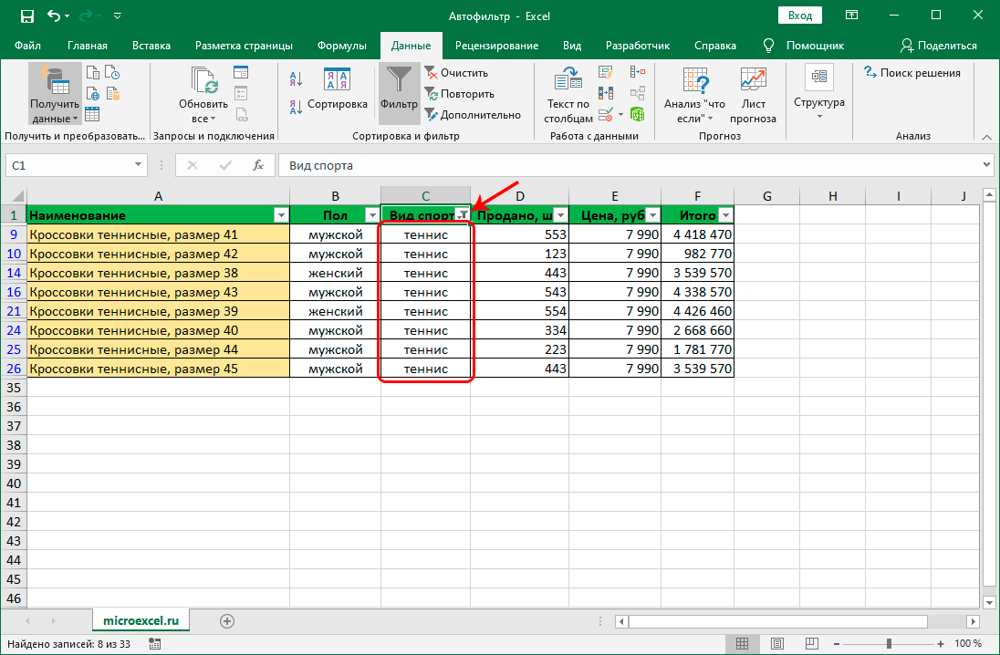 Автофильтр - Excel
Вход
Файл Главная Вставка Разметка страницы Формулы Данные Рецензирование Вид Разработчик Справка Помощник Поделиться
Получить данные
Обновить все
А Я
Я А
А Я Я А
Сортировка
Фильтр
Очистить
Повторить
Дополнительно
Текст по столбцам
Анализ "что если"
Лист прогноза
Структура
Поиск решения
Получить и преобразовать... Запросы и подключения Сортировка и фильтр Работа с данными Прогноз Анализ
C1 fx Вид спорта
A B C D E F G H I J
1 Наименование Пол Вид спорт Продано, ш Цена, руб Итого
9 Кроссовки теннисные, размер 41 мужской теннис 553 7 990 4 418 470
10 Кроссовки теннисные, размер 42 мужской теннис 123 7 990 982 770
14 Кроссовки теннисные, размер 38 женский теннис 443 7 990 3 539 570
16 Кроссовки теннисные, размер 43 мужской теннис 543 7 990 4 338 570
21 Кроссовки теннисные, размер 39 женский теннис 554 7 990 4 426 460
24 Кроссовки теннисные, размер 40 мужской теннис 334 7 990 2 668 660
25 Кроссовки теннисные, размер 44 мужской теннис 223 7 990 1 781 770
26 Кроссовки теннисные, размер 45 мужской теннис 443 7 990 3 539 570
35
36
37
38
39
40
41
42
43
44
45
46
microexcel.ru
Найдено записей: 8 из 33 100 %